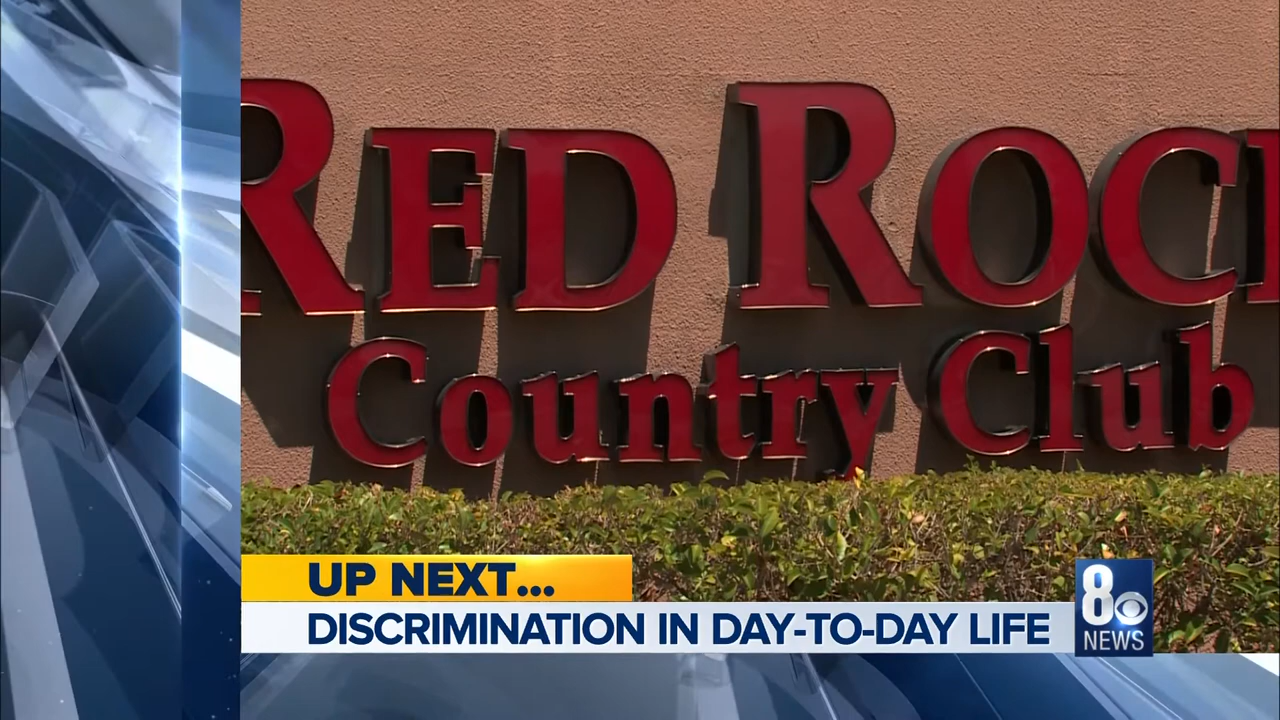 RED ROC
Country Club
UP NEXT...
DISCRIMINATION IN DAY-TO-DAY LIFE
8
NEWS